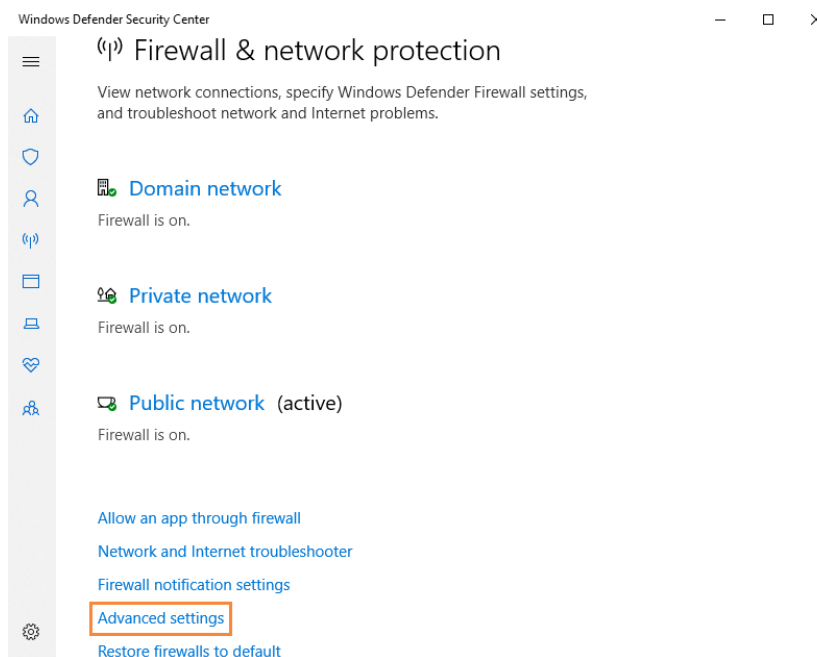 Windows Defender Security Center
Firewall & network protection
View network connections, specify Windows Defender Firewall settings,
and troubleshoot network and Internet problems.
Domain network
Firewall is on.
Private network
Firewall is on.
Public network (active)
Firewall is on.
Allow an app through firewall
Network and Internet troubleshooter
Firewall notification settings
Advanced settings
Restore firewalls to default